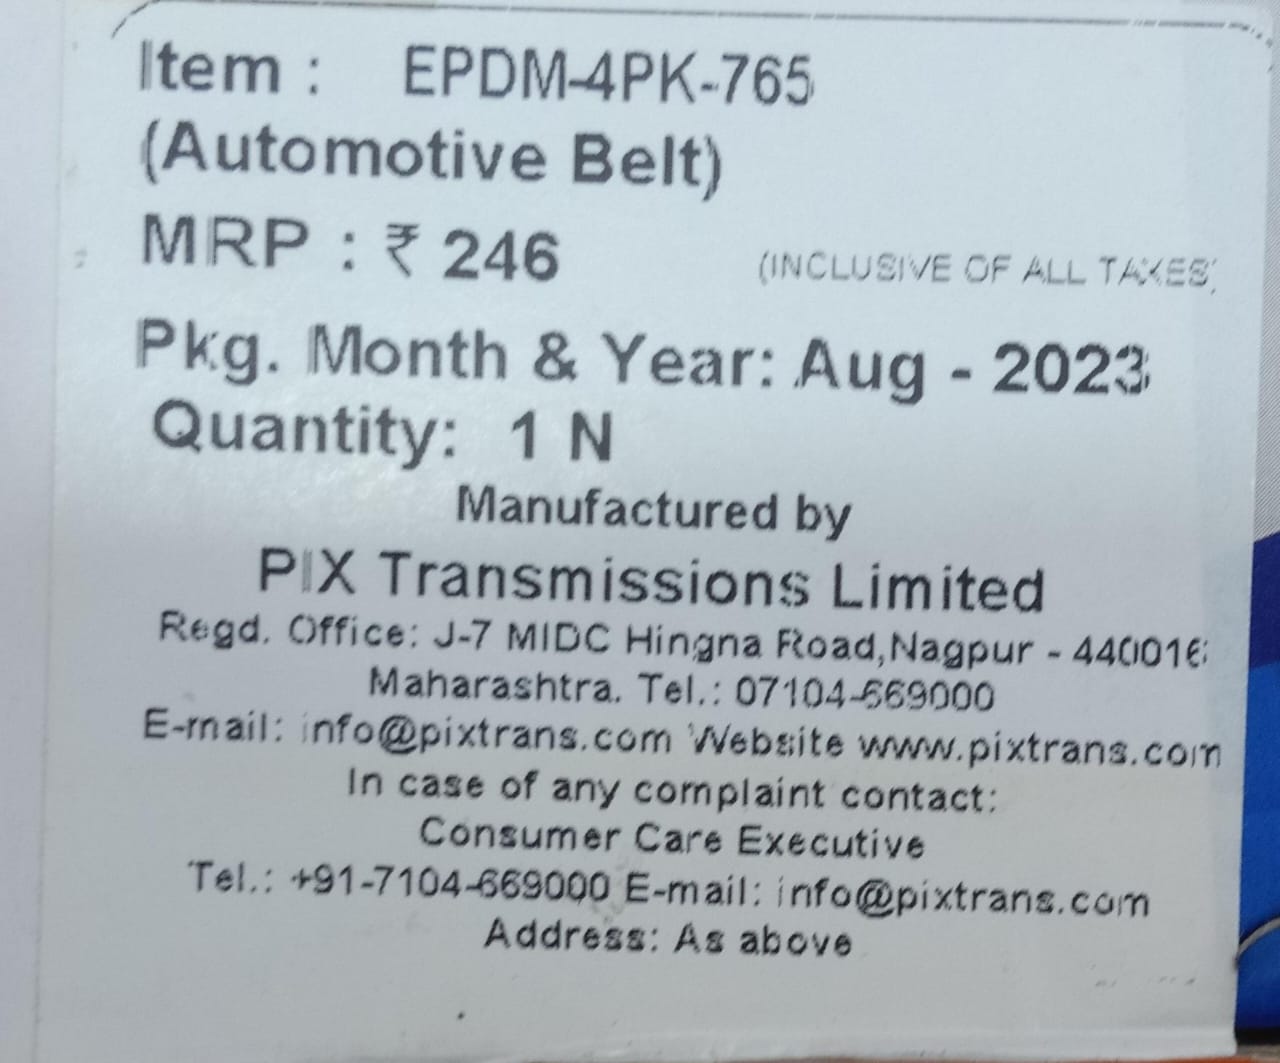 Item : EPDM-4PK-765
(Automotive Belt)
MRP : ₹ 246 (INCLUSIVE OF ALL TAXES)
Pkg. Month & Year: Aug - 2023
Quantity: 1 N
Manufactured by
PIX Transmissions Limited
Regd. Office: J-7 MIDC Hingna Road,Nagpur - 440016
Maharashtra. Tel.: 07104-669000
E-mail: info@pixtrans.com Website www.pixtrans.com
In case of any complaint contact:
Consumer Care Executive
Tel.: +91-7104-669000 E-mail: info@pixtrans.com
Address: As above